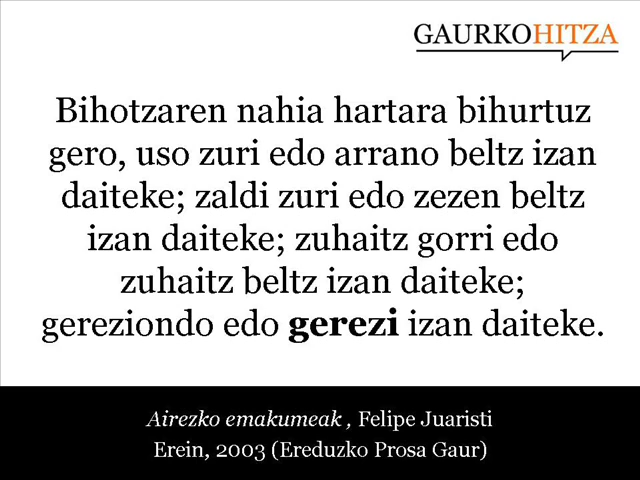 GAURKOHITZA
Bihotzaren nahia hartara bihurtuz
gero, uso zuri edo arrano beltz izan
daiteke; zaldi zuri edo zezen beltz
izan daiteke; zuhaitz gorri edo
zuhaitz beltz izan daiteke;
gereziondo edo gerezi izan daiteke.
Airezko emakumeak , Felipe Juaristi
Erein, 2003 (Ereduzko Prosa Gaur)